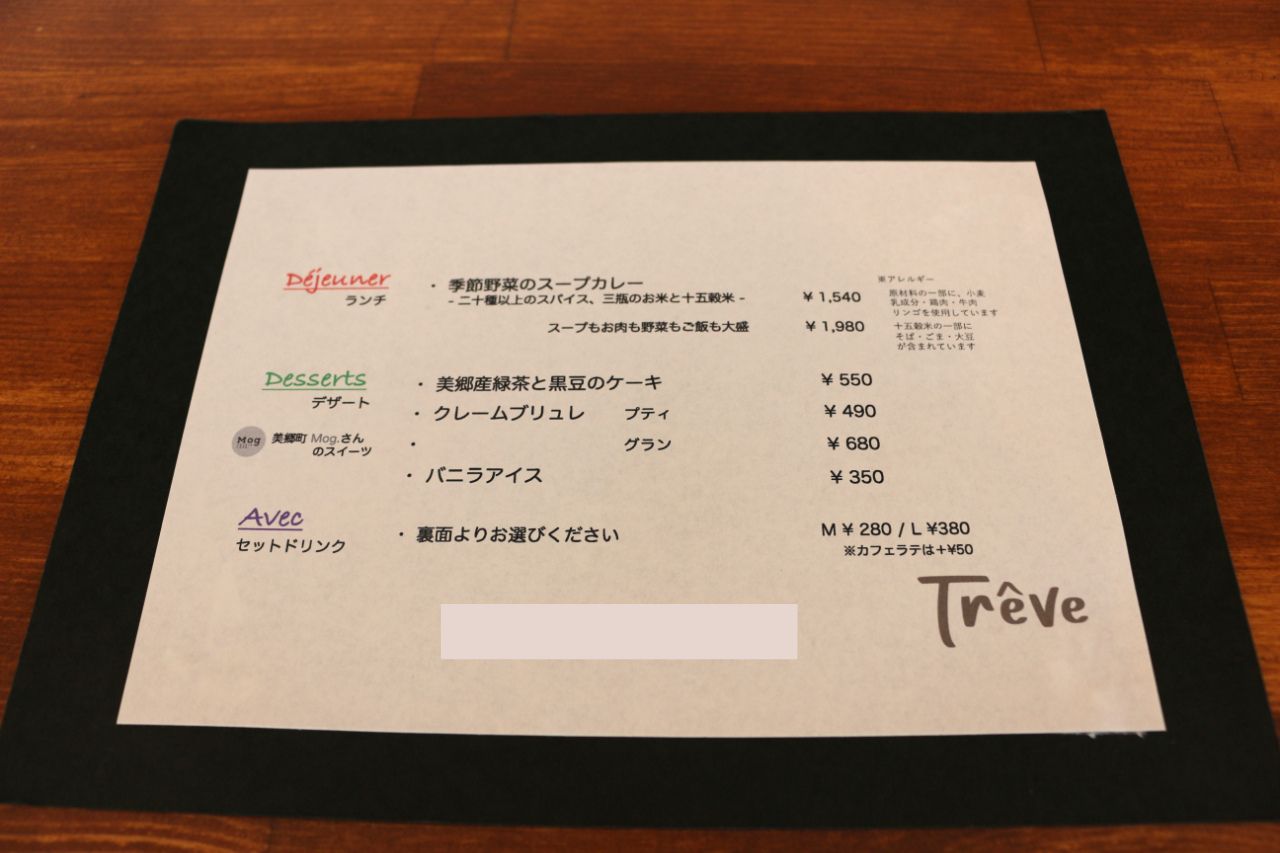 Déjeuner
ランチ
・ 季節野菜のスープカレー
- 二十種以上のスパイス、三瓶のお米と十五穀米 - ¥ 1,540
スープもお肉も野菜もご飯も大盛 ¥ 1,980
※アレルギー
原材料の一部に、小麦
乳成分・鶏肉・牛肉
リンゴを使用しています
十五穀米の一部に
そば・ごま・大豆
が含まれています
Desserts
デザート
Mog 美郷町 Mog.さん
のスイーツ
・ 美郷産緑茶と黒豆のケーキ ¥ 550
・ クレームブリュレ プティ ¥ 490
・ グラン ¥ 680
・ バニラアイス ¥ 350
Avec
セットドリンク
・ 裏面よりお選びください M ¥ 280 / L ¥380
※カフェラテは+¥50
Trêve